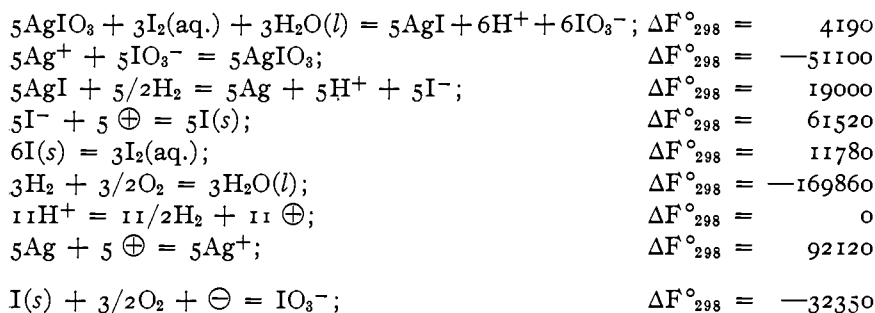 5AgIO₃ + 3I₂(aq.) + 3H₂O(l) = 5AgI + 6H⁺ + 6IO₃⁻; ΔF°₂₉₈ = 4190
5Ag⁺ + 5IO₃⁻ = 5AgIO₃; ΔF°₂₉₈ = —51100
5AgI + 5/2H₂ = 5Ag + 5H⁺ + 5I⁻; ΔF°₂₉₈ = 19000
5I⁻ + 5 ⊕ = 5I(s); ΔF°₂₉₈ = 61520
6I(s) = 3I₂(aq.); ΔF°₂₉₈ = 11780
3H₂ + 3/2O₂ = 3H₂O(l); ΔF°₂₉₈ = —169860
11H⁺ = 11/2H₂ + 11 ⊕; ΔF°₂₉₈ = 0
5Ag + 5 ⊕ = 5Ag⁺; ΔF°₂₉₈ = 92120
I(s) + 3/2O₂ + ⊖ = IO₃⁻; ΔF°₂₉₈ = —32350